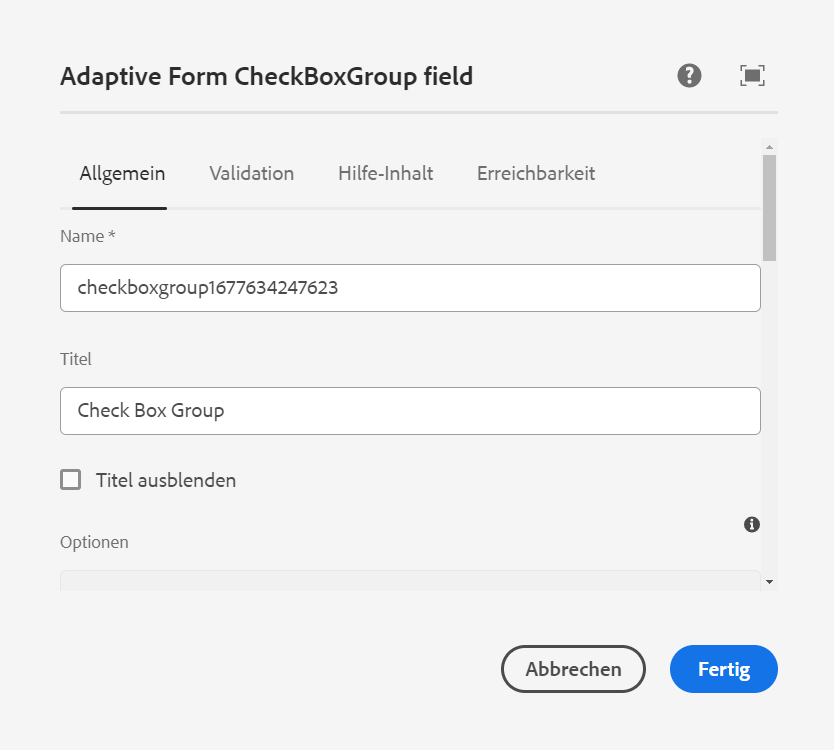 Adaptive Form CheckBoxGroup field
Allgemein Validation Hilfe-Inhalt Erreichbarkeit
Name *
checkboxgroup1677634247623
Titel
Check Box Group
Titel ausblenden
Optionen
Abbrechen Fertig